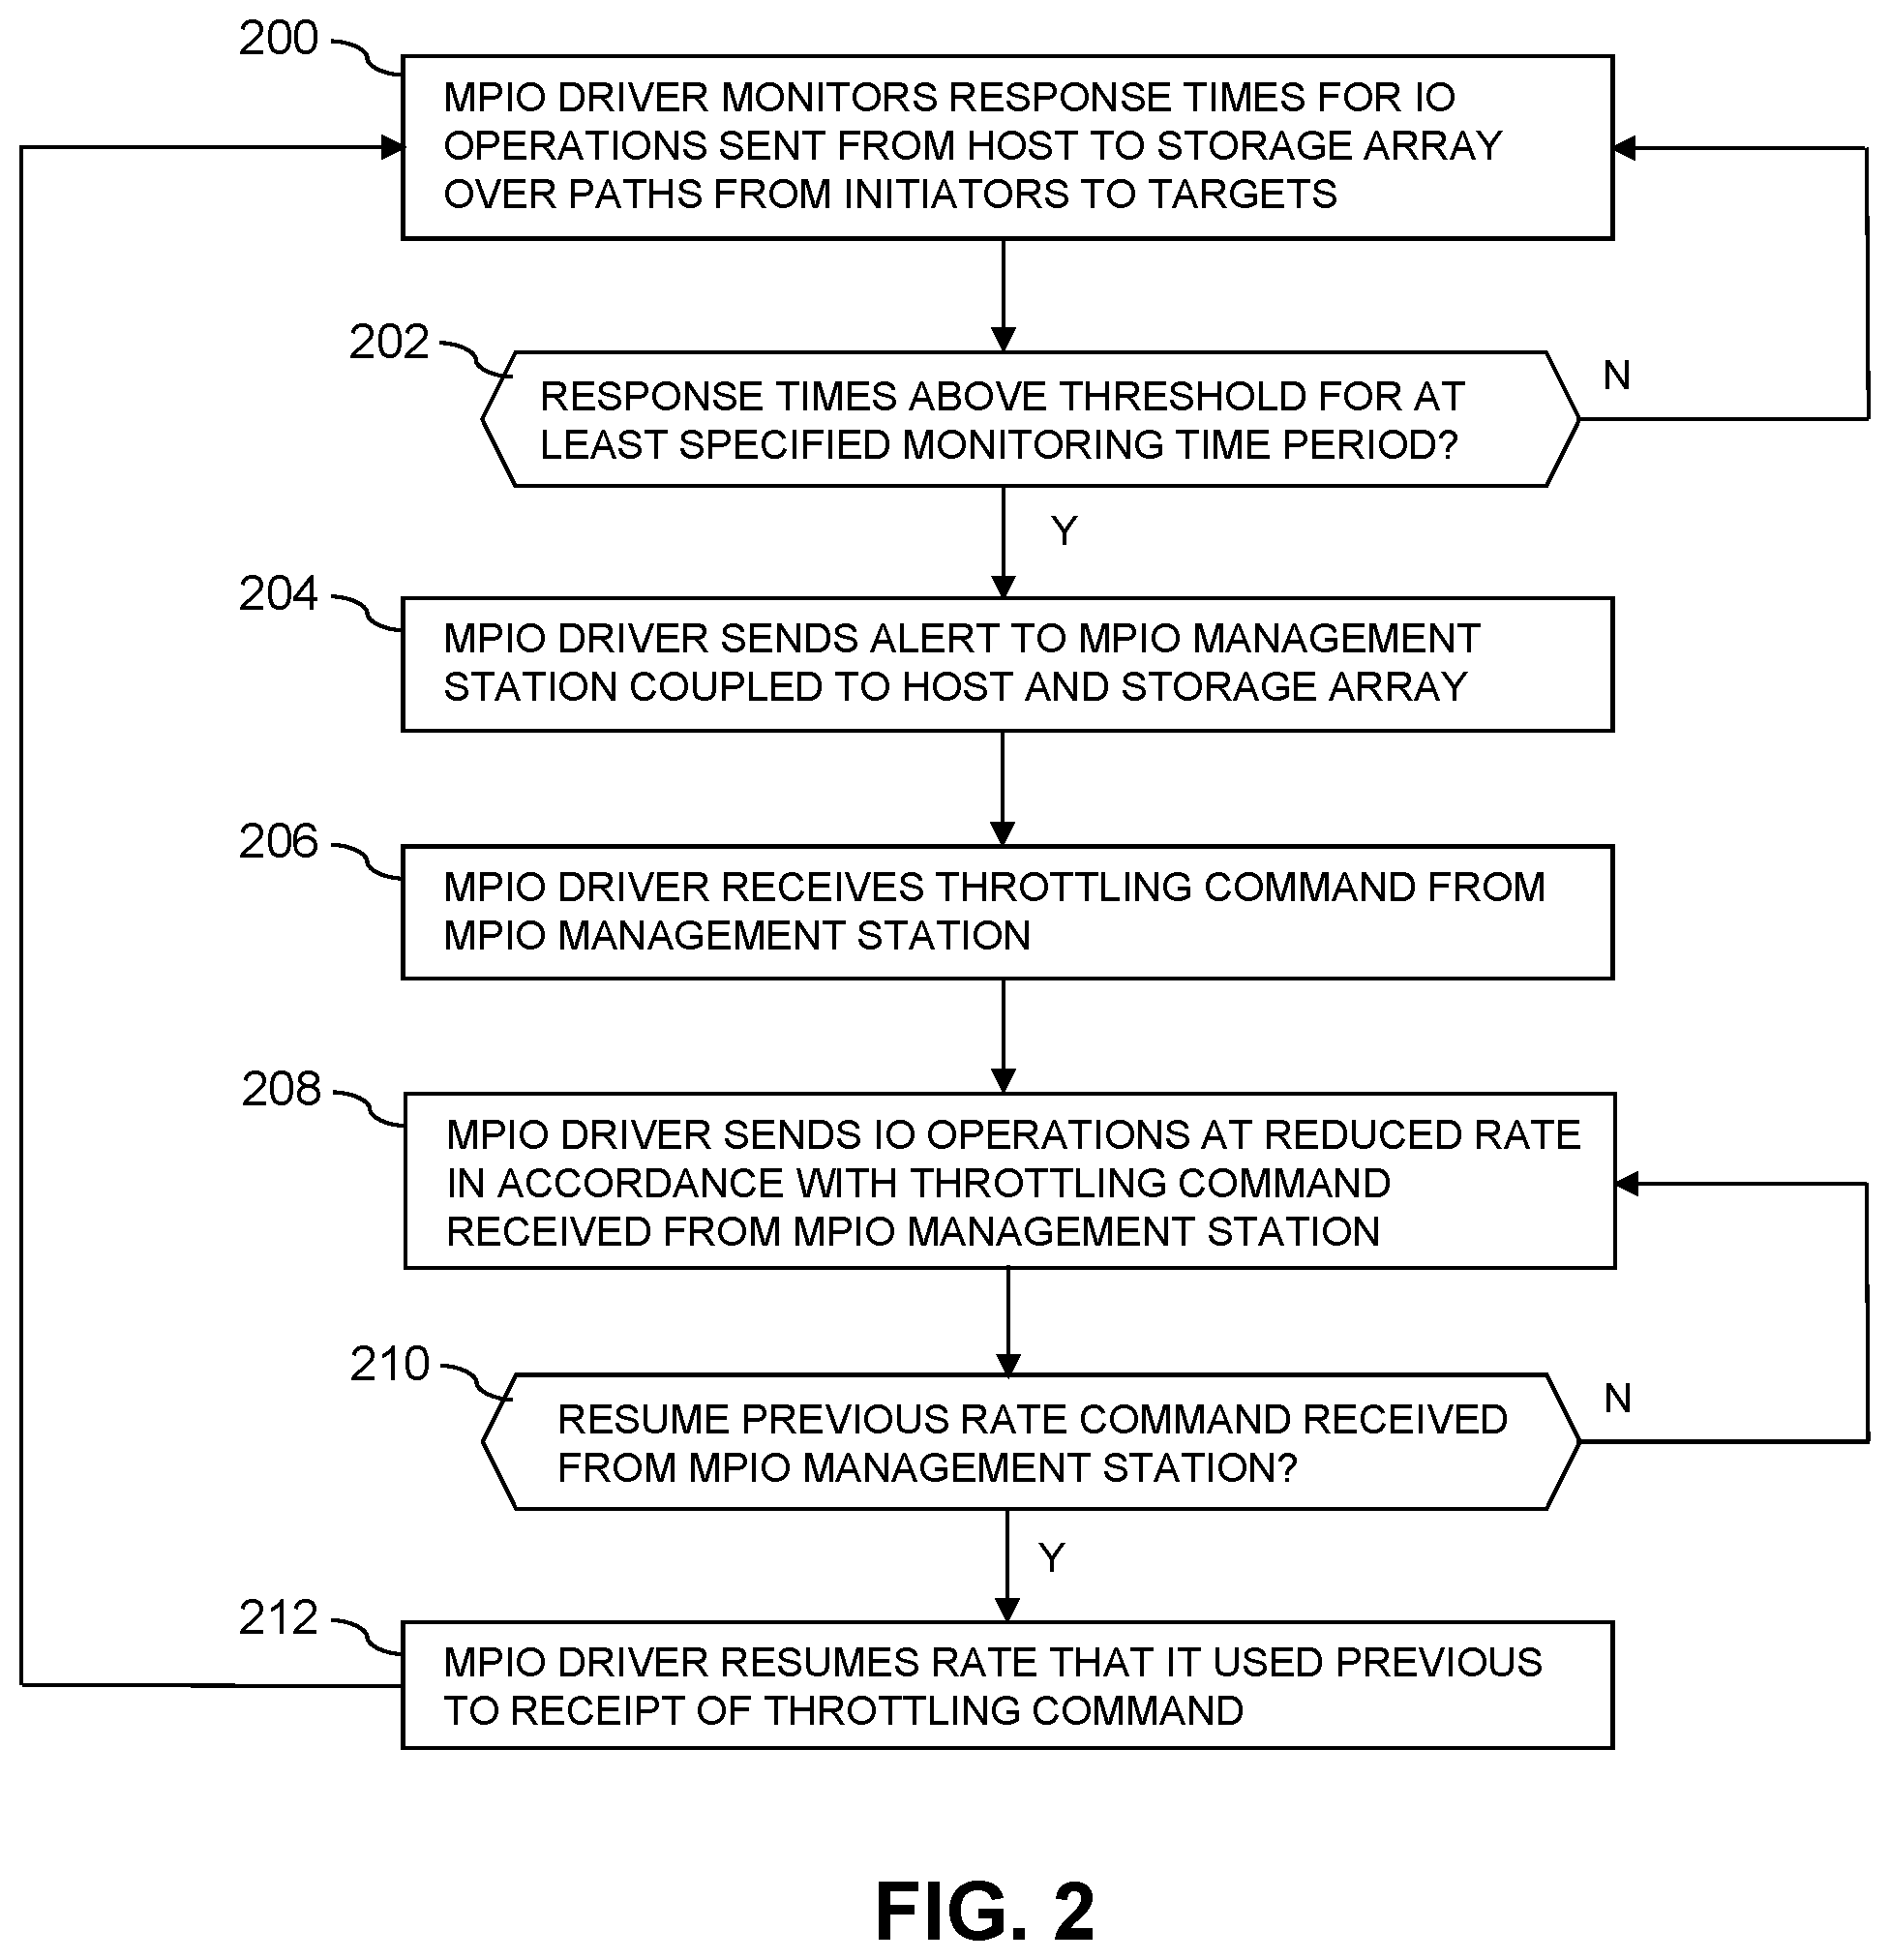 200
MPIO DRIVER MONITORS RESPONSE TIMES FOR IO
OPERATIONS SENT FROM HOST TO STORAGE ARRAY
OVER PATHS FROM INITIATORS TO TARGETS
202
RESPONSE TIMES ABOVE THRESHOLD FOR AT
LEAST SPECIFIED MONITORING TIME PERIOD?
N
Y
204
MPIO DRIVER SENDS ALERT TO MPIO MANAGEMENT
STATION COUPLED TO HOST AND STORAGE ARRAY
206
MPIO DRIVER RECEIVES THROTTLING COMMAND FROM
MPIO MANAGEMENT STATION
208
MPIO DRIVER SENDS IO OPERATIONS AT REDUCED RATE
IN ACCORDANCE WITH THROTTLING COMMAND
RECEIVED FROM MPIO MANAGEMENT STATION
210
RESUME PREVIOUS RATE COMMAND RECEIVED
FROM MPIO MANAGEMENT STATION?
N
Y
212
MPIO DRIVER RESUMES RATE THAT IT USED PREVIOUS
TO RECEIPT OF THROTTLING COMMAND
FIG. 2